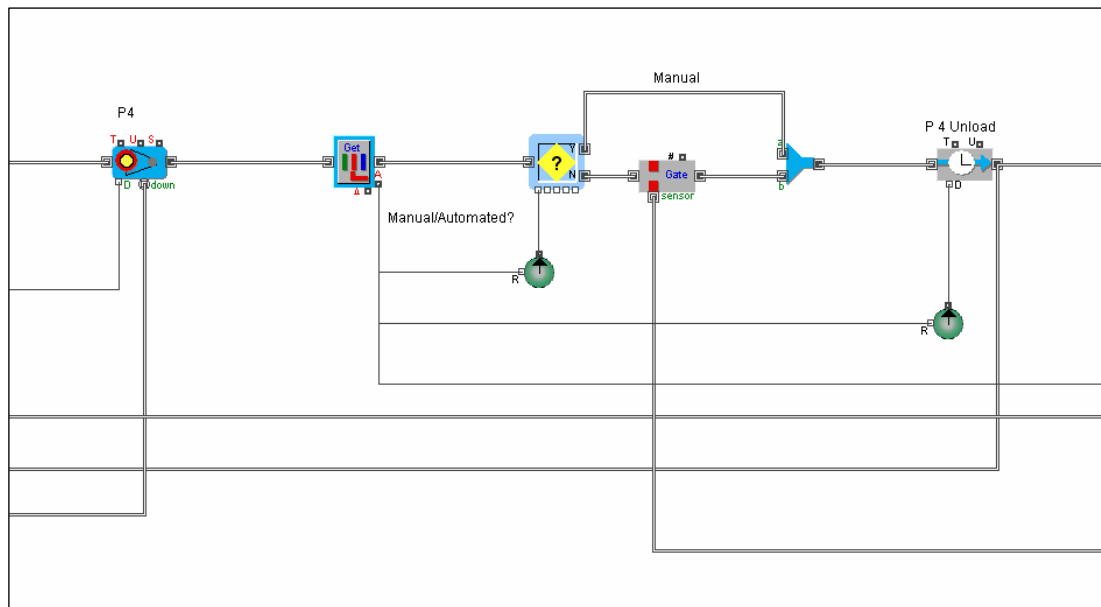 Manual
P4
P 4 Unload
T U S
T U
Get
?
Y
#
a
N
Gate
A
D
down
b
D
Δ
sensor
Manual/Automated?
R
R